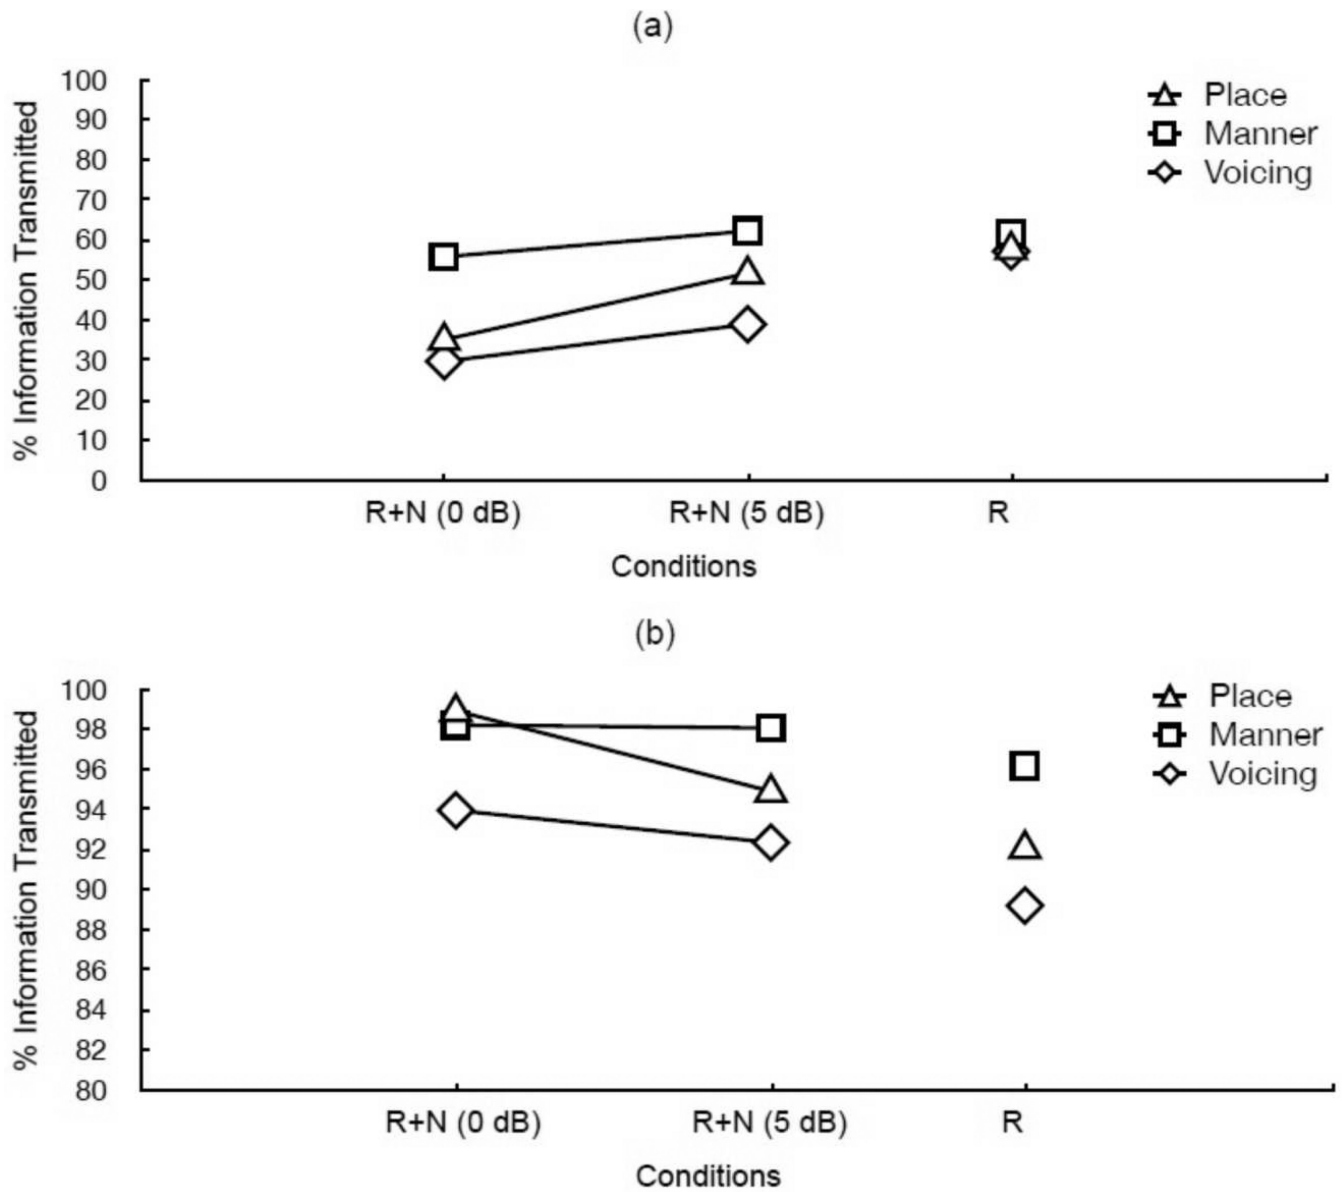 (a)
% Information Transmitted
100
90
80
70
60
50
40
30
20
10
0
Place
Manner
Voicing
R+N (0 dB) R+N (5 dB) R
Conditions
(b)
% Information Transmitted
100
98
96
94
92
90
88
86
84
82
80
Place
Manner
Voicing
R+N (0 dB) R+N (5 dB) R
Conditions